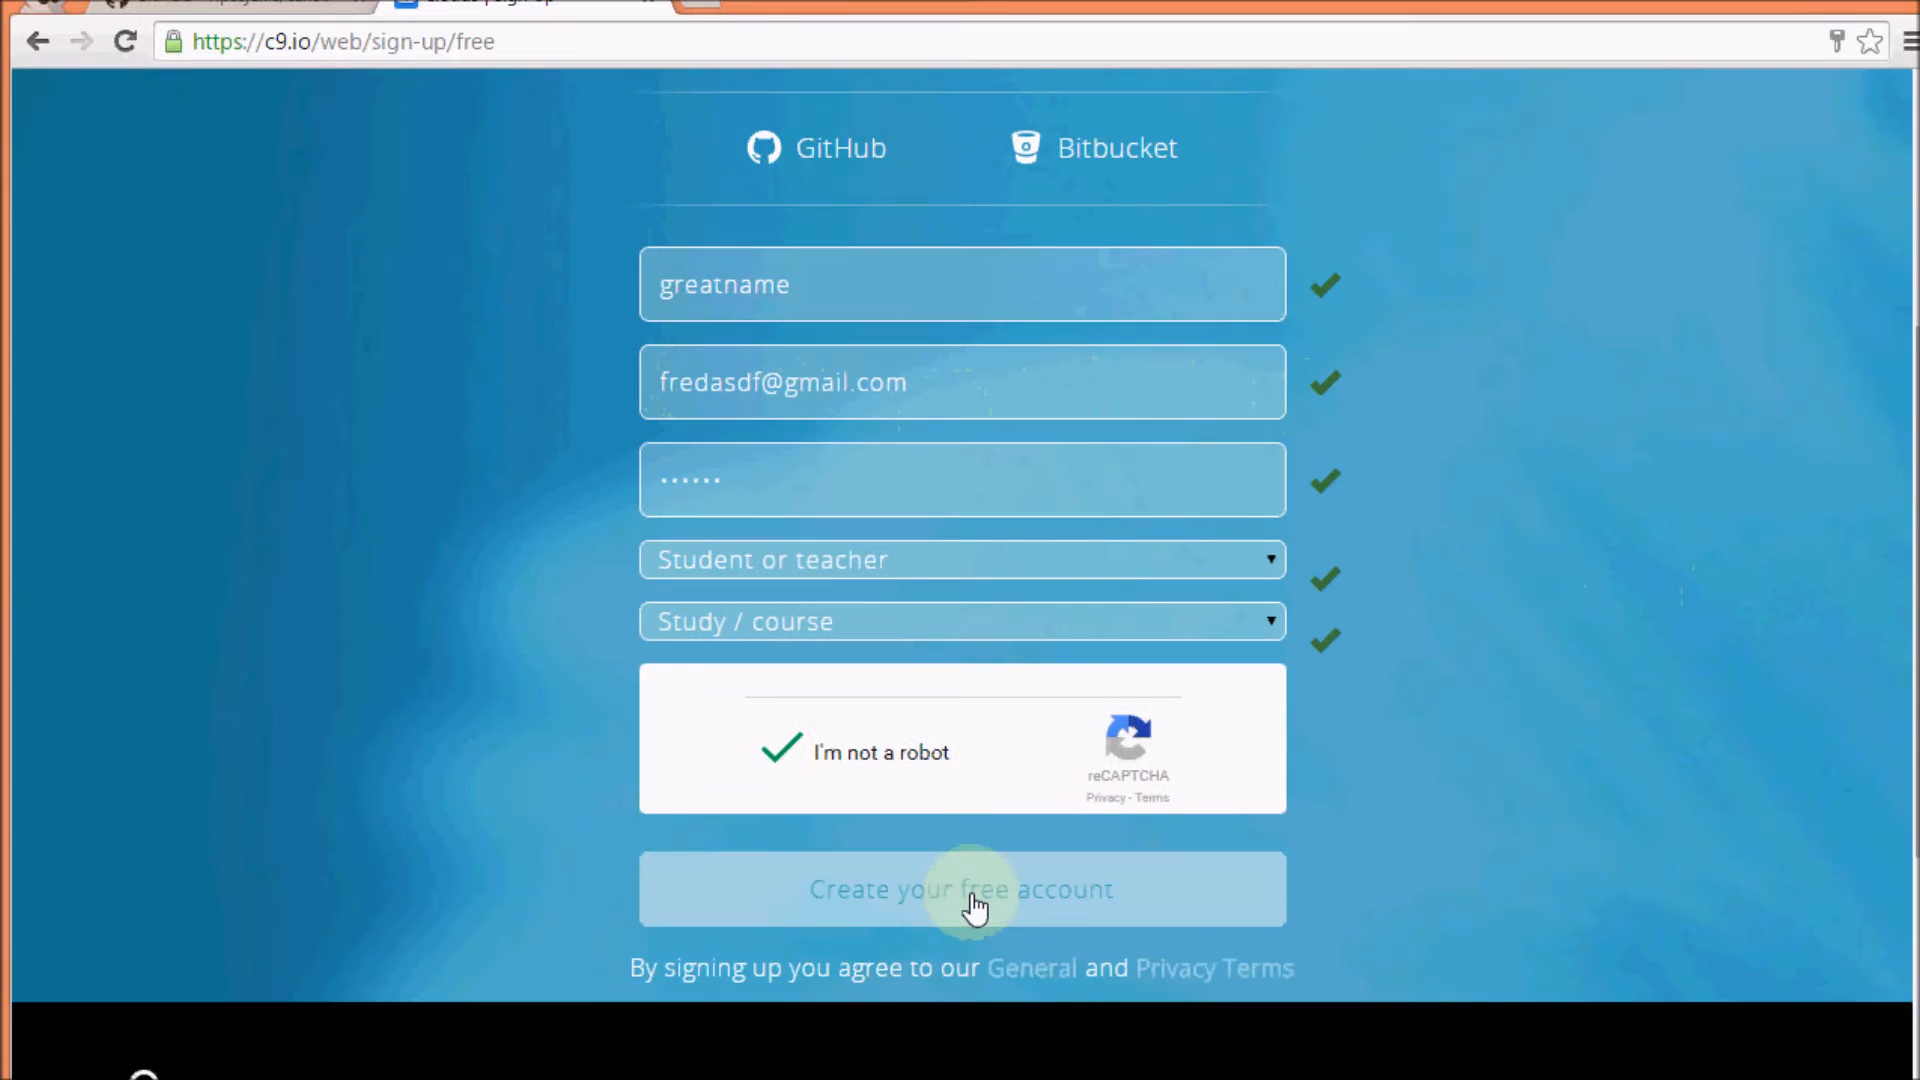 https://c9.io/web/sign-up/free
GitHub Bitbucket
greatname
fredasdf@gmail.com
••••••
Student or teacher
Study / course
I'm not a robot
reCAPTCHA
Privacy - Terms
Create your free account
By signing up you agree to our General and Privacy Terms